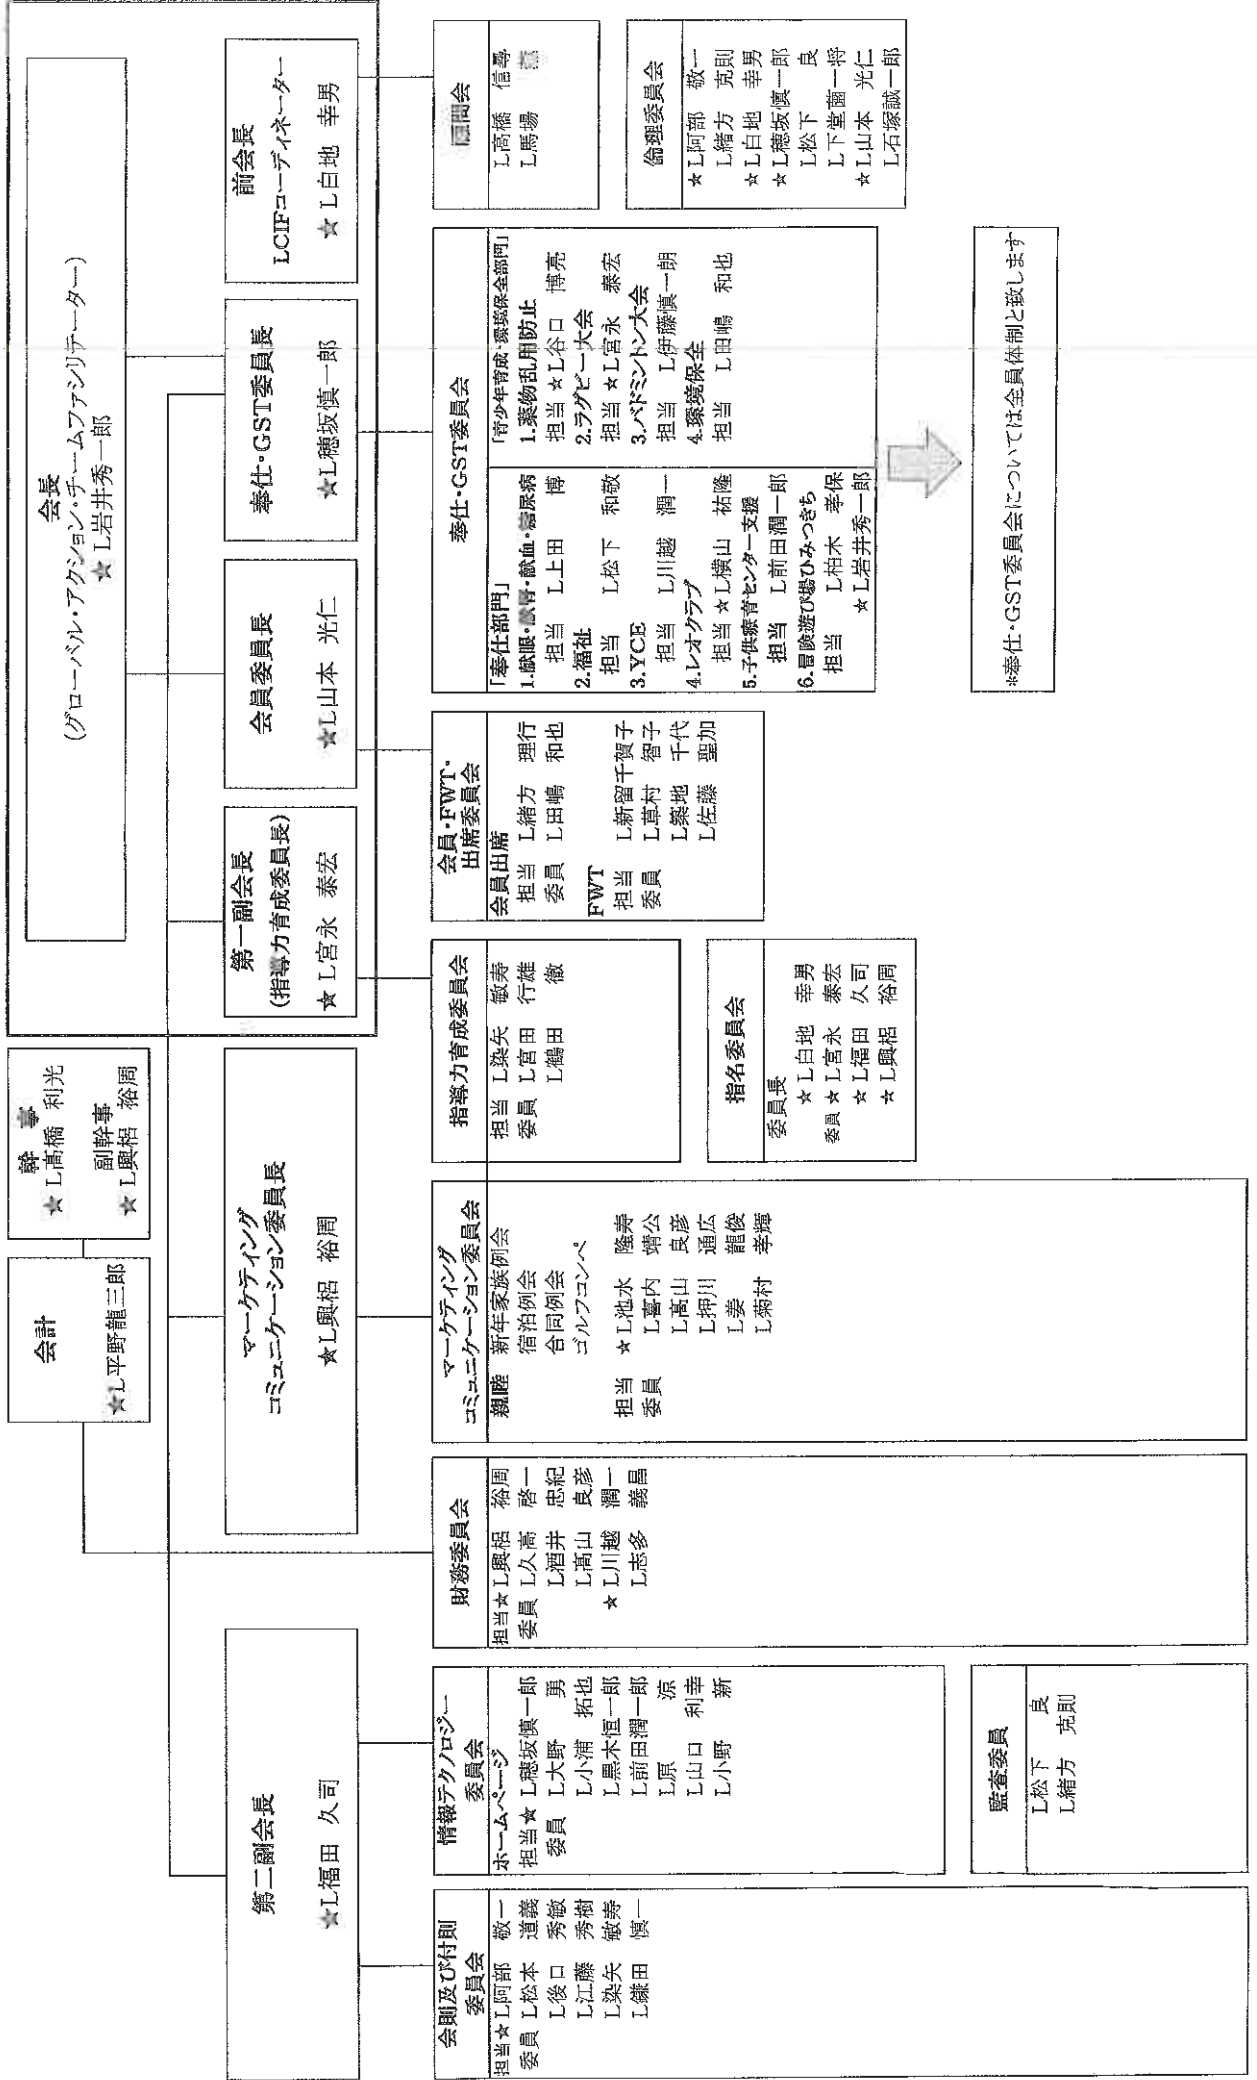 会長
(グローバル・アクション・チームファシリテーター)
★ L岩井秀一郎
幹 事
★ L髙橋 利光
副幹事
★ L興梠 裕周
会計
★L平野龍三郎
第二副会長
★L福田 久司
マーケティング
コミュニケーション委員長
★L興梠 裕周
第一副会長
(指導力育成委員長)
★ L宮永 泰宏
会員委員長
★L山本 光仁
奉仕・GST委員長
★L穂坂慎一郎
前会長
LCIFコーディネーター
★ L白地 幸男
会則及び付則
委員会
担当★L阿部 敬一
委員 L松本 道義
L後口 秀敏
L江藤 秀樹
L染矢 敏寿
L鎌田 慎一
情報テクノロジー
委員会
ホームページ
担当★ L穂坂慎一郎
委員 L大野 男
L小浦 拓也
L黒木恒一郎
L前田潤一郎
L原 涼
L山口 利幸
L小野 新
財務委員会
担当★L興梠 裕周
委員 L久高 啓一
L酒井 忠紀
L髙山 良彦
★ L川越 潤一
L志多 義昌
マーケティング
コミュニケーション委員会
親睦 新年家族例会
宿泊例会
合同例会
ゴルフコンペ
担当 ★L池水 隆寿
委員 L喜内 靖公
L髙山 良彦
L押川 通広
L姜 龍俊
L菊村 孝輝
指導力育成委員会
担当 L染矢 敏寿
委員 L宮田 行雄
L鶴田 徹
会員・FWT・
出席委員会
会員出席
担当 L緒方 理行
委員 L田嶋 和也
FWT
担当 L新留千賀子
委員 L草村 智子
L築地 千代
L佐藤 聖加
奉仕・GST委員会
「奉仕部門」
1.献眼・献腎・献血・糖尿病
担当 L上田 博
2.福祉
担当 L松下 和敬
3.YCE
担当 L川越 潤一
4.レオクラブ
担当 ★L横山 祐隆
5.子供療育センター支援
担当 L前田潤一郎
6.冒険遊び場ひみつきち
担当 L柏木 孝保
★L岩井秀一郎
「青少年育成・環境保全部門」
1.薬物乱用防止
担当 ★L谷口 博亮
2.ラグビー大会
担当 ★L宮永 泰宏
3.バドミントン大会
担当 L伊藤慎一朗
4.環境保全
担当 L田嶋 和也
問会
L高橋 信尋
L馬場
監査委員
L松下 良
L緒方 克則
指名委員会
委員長
★ L白地 幸男
委員 ★ L宮永 泰宏
★ L福田 久司
★ L興梠 裕周
※奉仕・GST委員会については全員体制と致します
倫理委員会
★ L阿部 敬一
L緒方 克則
★ L白地 幸男
★ L穂坂慎一郎
L松下 良
L下堂薗一将
★ L山本 光仁
L石塚誠一郎